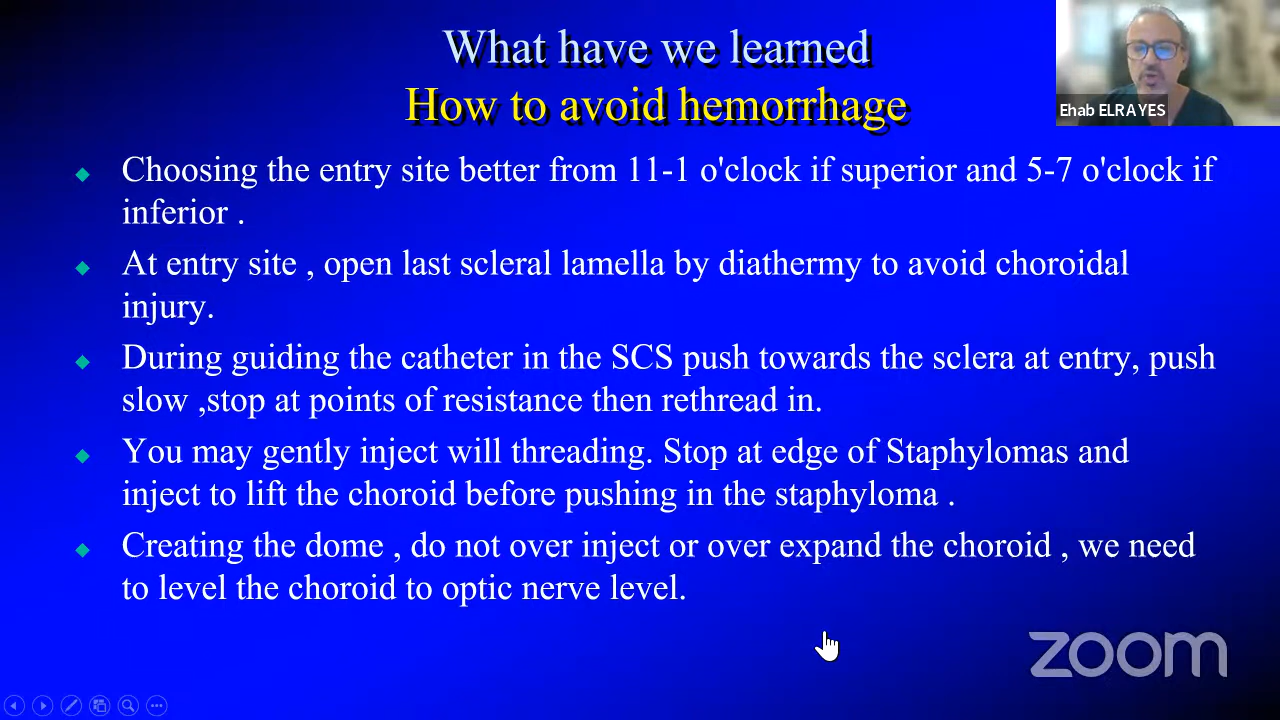 What have we learned
How to avoid hemorrhage
Ehab ELRAYES
Choosing the entry site better from 11-1 o'clock if superior and 5-7 o'clock if
inferior .
At entry site , open last scleral lamella by diathermy to avoid choroidal
injury.
During guiding the catheter in the SCS push towards the sclera at entry, push
slow ,stop at points of resistance then rethread in.
You may gently inject will threading. Stop at edge of Staphylomas and
inject to lift the choroid before pushing in the staphyloma .
Creating the dome , do not over inject or over expand the choroid , we need
to level the choroid to optic nerve level.
zoom